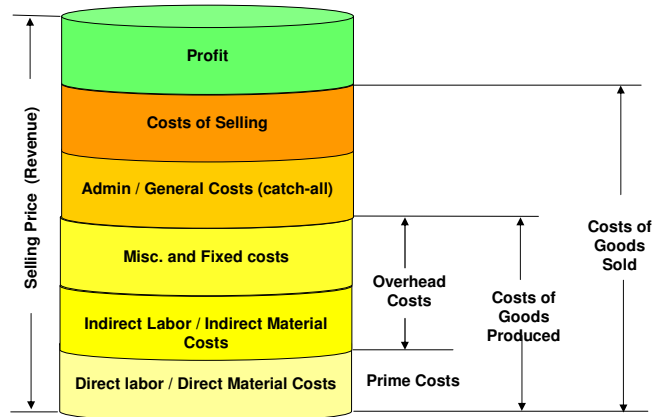 Profit
Costs of Selling
Admin / General Costs (catch-all)
Misc. and Fixed costs
Indirect Labor / Indirect Material
Costs
Direct labor / Direct Material Costs
Selling Price (Revenue)
Overhead
Costs
Prime Costs
Costs of
Goods
Produced
Costs of
Goods
Sold